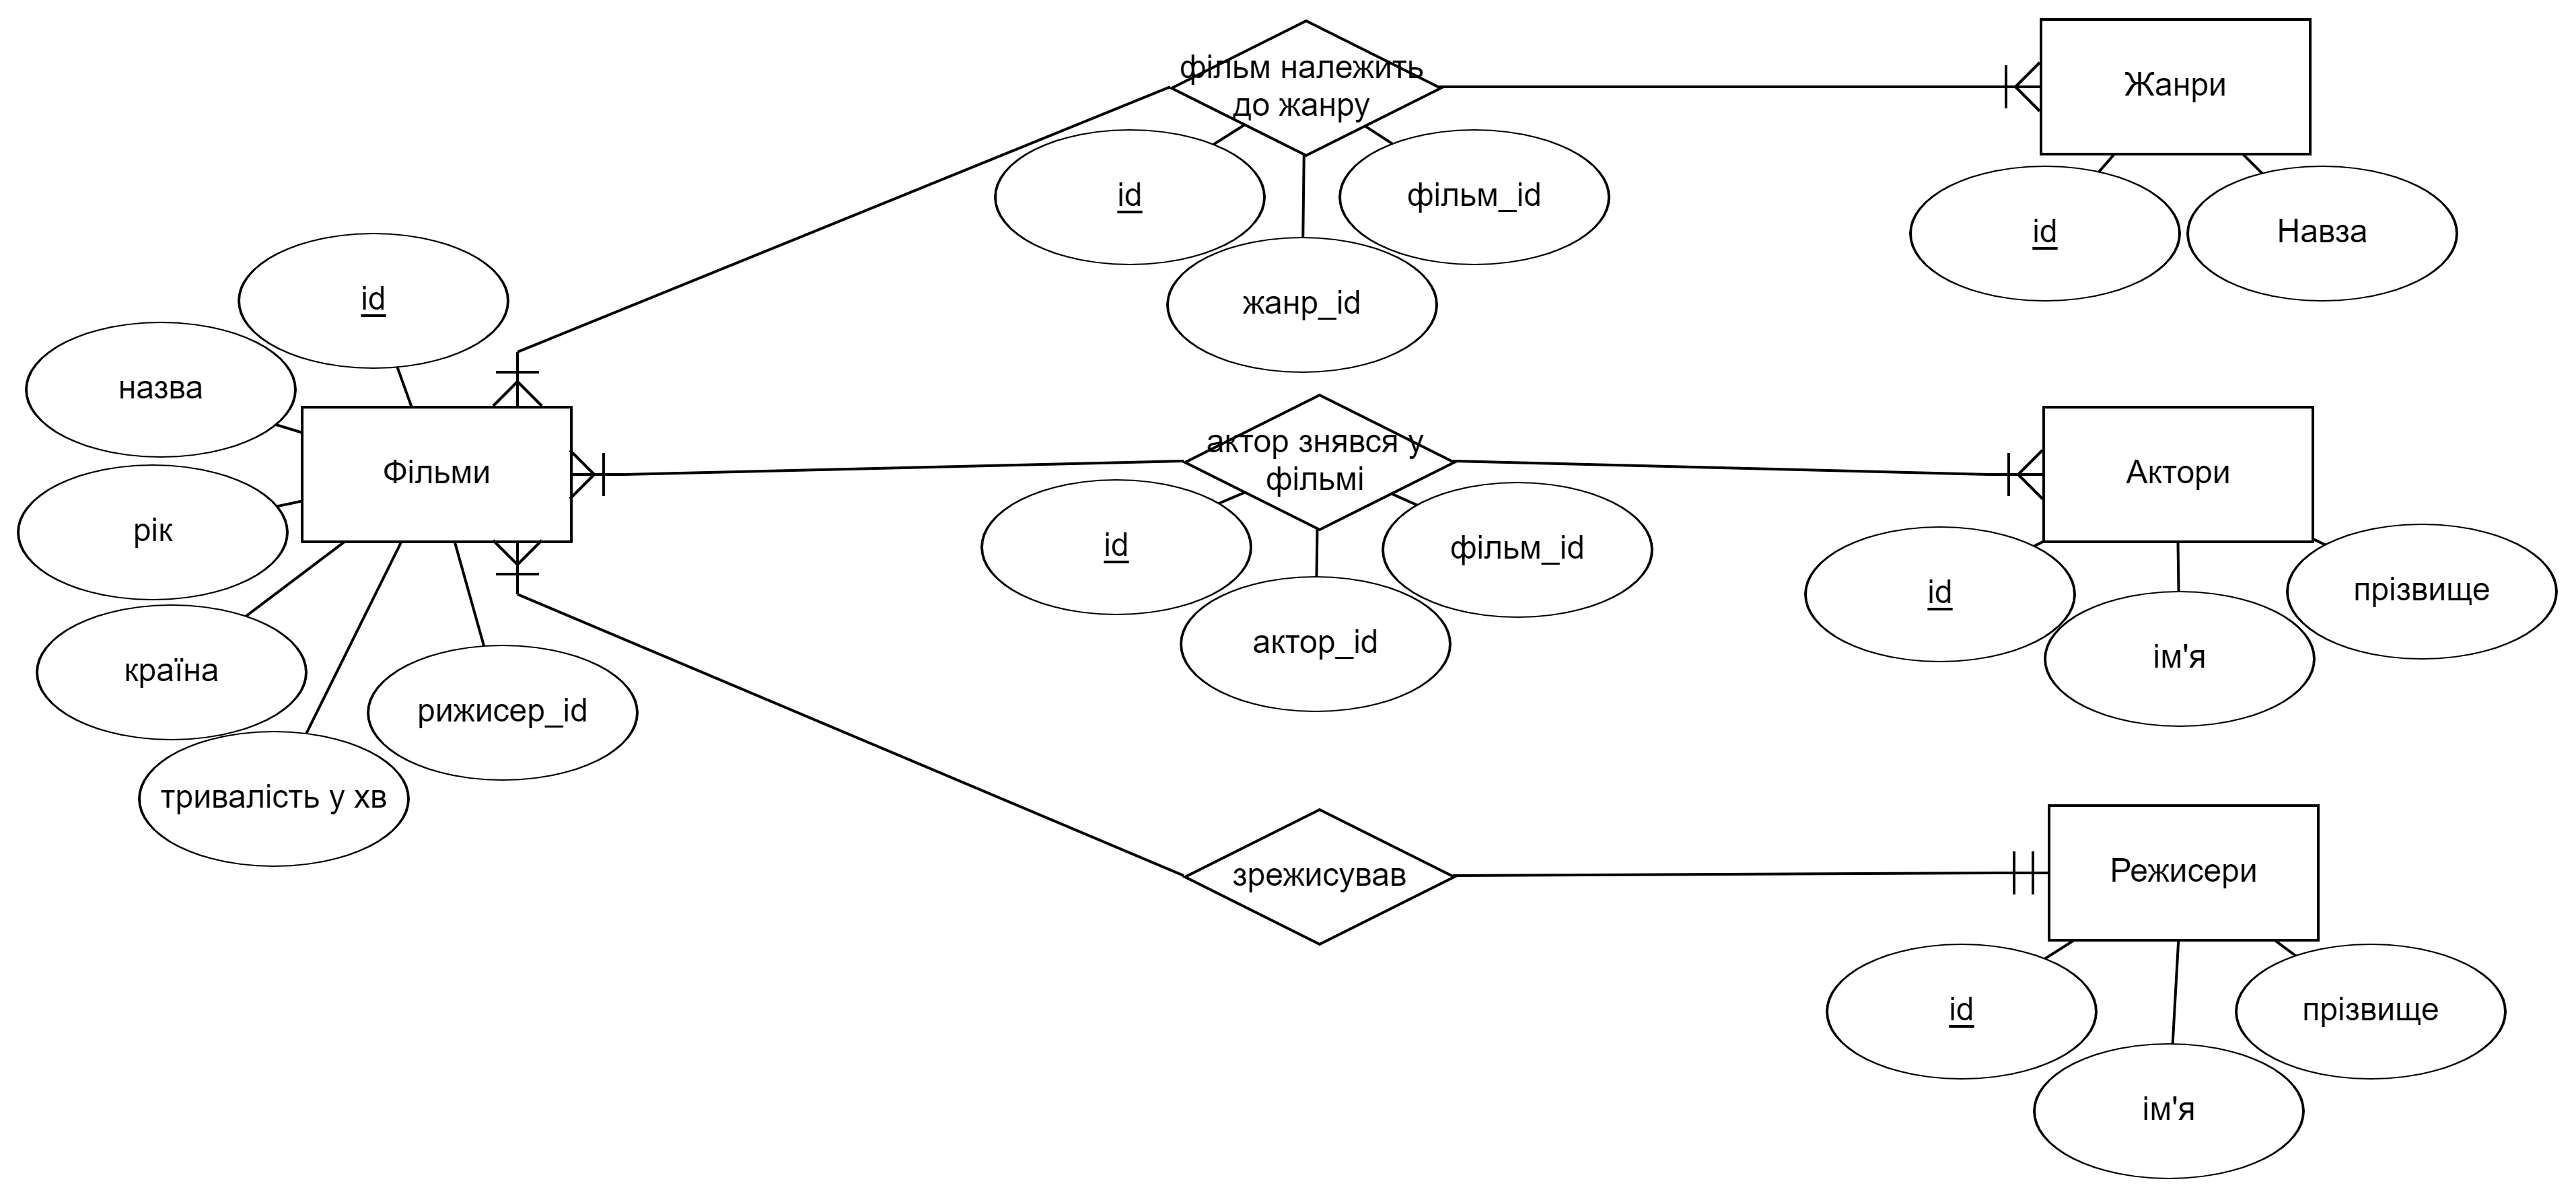 фільм належить
до жанру
Жанри
id
фільм_id
жанр_id
id
Навза
id
назва
рік
країна
тривалість у хв
рижисер_id
Фільми
актор знявся у
фільмі
id
фільм_id
актор_id
Актори
id
ім'я
прізвище
зрежисував
Режисери
id
ім'я
прізвище